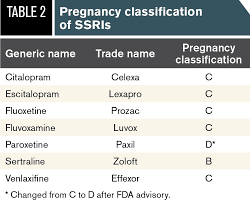 TABLE 2
Pregnancy classification
of SSRIs
Generic name Trade name Pregnancy
classification
Citalopram Celexa C
Escitalopram Lexapro C
Fluoxetine Prozac C
Fluvoxamine Luvox C
Paroxetine Paxil D*
Sertraline Zoloft B
Venlaxifine Effexor C
* Changed from C to D after FDA advisory.